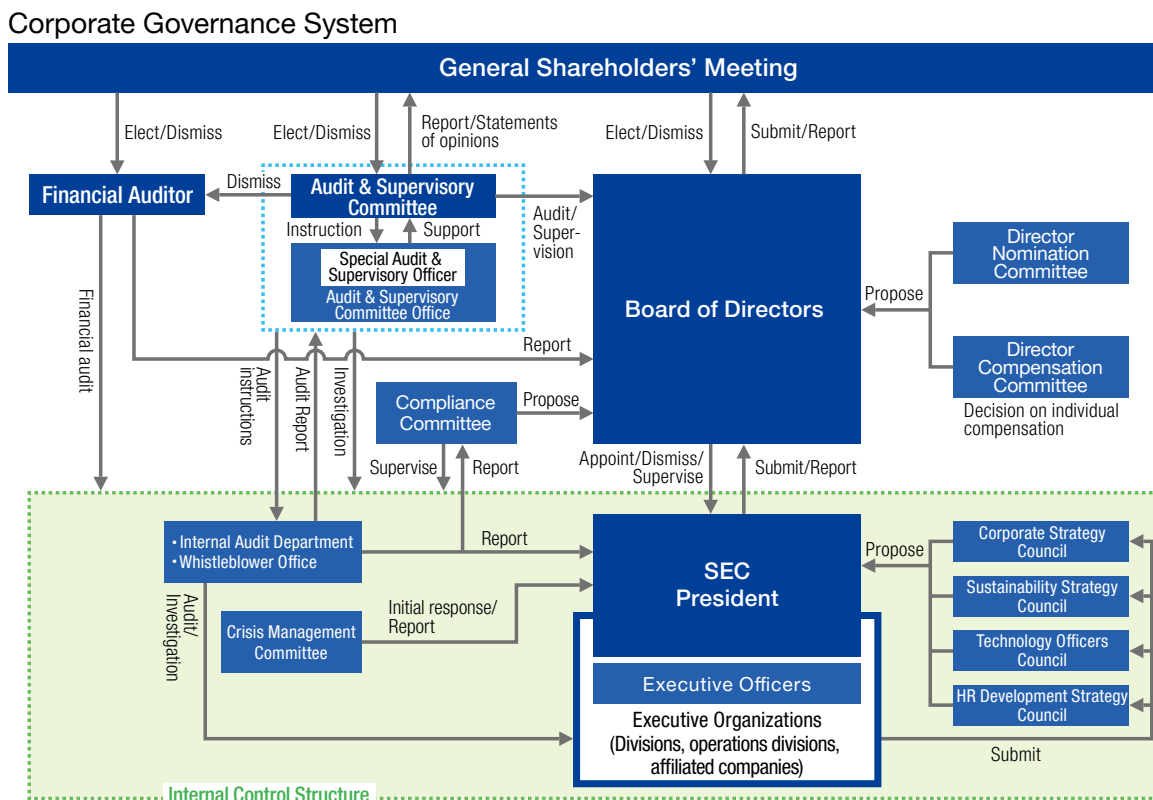 Corporate Governance System
General Shareholders' Meeting
Elect/Dismiss
Elect/Dismiss
Report/Statements
of opinions
Elect/Dismiss
Submit/Report
Financial Auditor
Dismiss
Audit & Supervisory
Committee
Audit/
Super-
vision
Instruction
Support
Special Audit &
Supervisory Officer
Audit & Supervisory
Committee Office
Board of Directors
Propose
Director
Nomination
Committee
Director
Compensation
Committee
Decision on individual
compensation
Financial audit
Report
Audit
instructions
Audit Report
Investigation
Compliance
Committee
Propose
Supervise
Report
Appoint/Dismiss/
Supervise
Submit/Report
• Internal Audit Department
• Whistleblower Office
Report
SEC
President
Propose
Corporate Strategy
Council
Sustainability Strategy
Council
Technology Officers
Council
HR Development Strategy
Council
Audit/
Investigation
Crisis Management
Committee
Initial response/
Report
Executive Officers
Executive Organizations
(Divisions, operations divisions,
affiliated companies)
Submit
Internal Control Structure